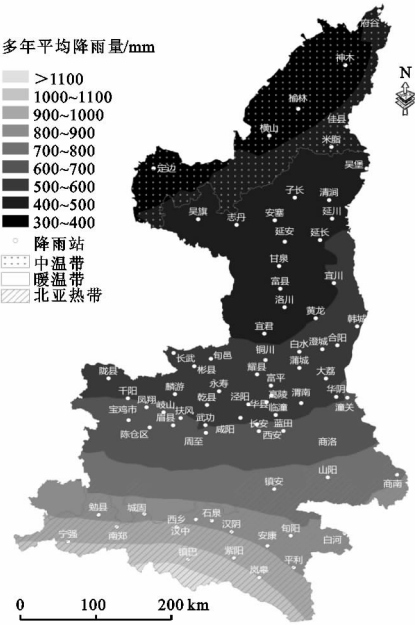 多年平均降雨量/mm
>1100
1000~1100
900~1000
800~900
700~800
600~700
500~600
400~500
300~400
降雨站
中温带
暖温带
北亚热带
N
府谷
神木
榆林
佳县
横山
米脂
吴堡
定边
子长
清涧
吴旗
志丹
安塞
延川
延安
延长
甘泉
宜川
富县
洛川
黄龙
韩城
宜君
合阳
澄城
白水
铜川
长武
旬邑
蒲城
陇县
彬县
耀县
大荔
富平
千阳
麟游
永寿
华阴
凤翔
乾县
泾阳
高陵
渭南
潼关
宝鸡市
岐山
扶风
华县
临潼
眉县
武功
咸阳
长安
蓝田
陈仓区
周至
西安
商洛
山阳
镇安
商南
勉县
城固
石泉
西乡
汉阴
旬阳
宁强
南郑
汉中
安康
白河
镇巴
紫阳
平利
岚皋
0 100 200 km